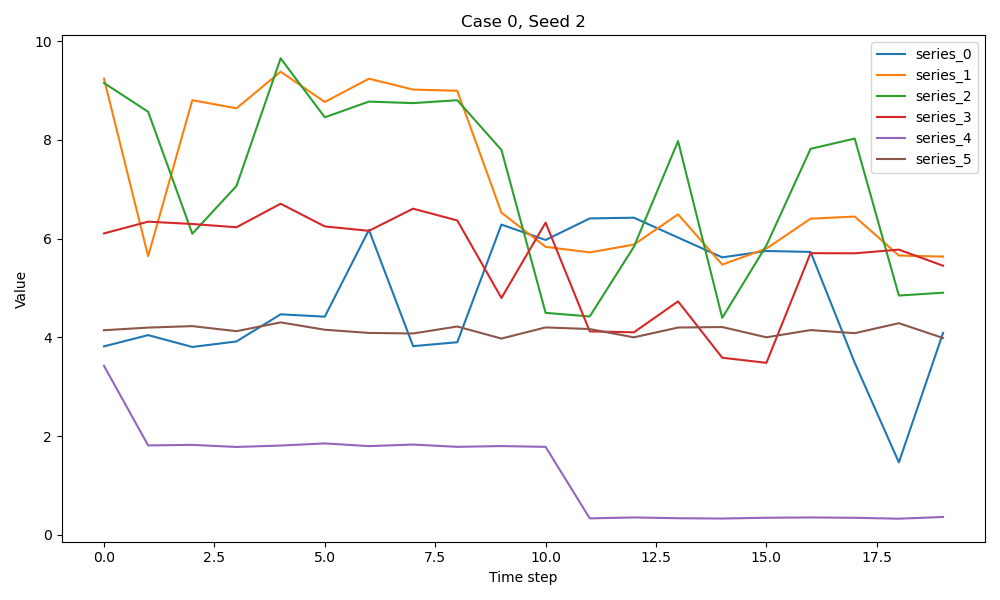 Case 0, Seed 2
10
8
6
4
2
0
Value
0.0
2.5
5.0
7.5
10.0
12.5
15.0
17.5
Time step
series_0
series_1
series_2
series_3
series_4
series_5